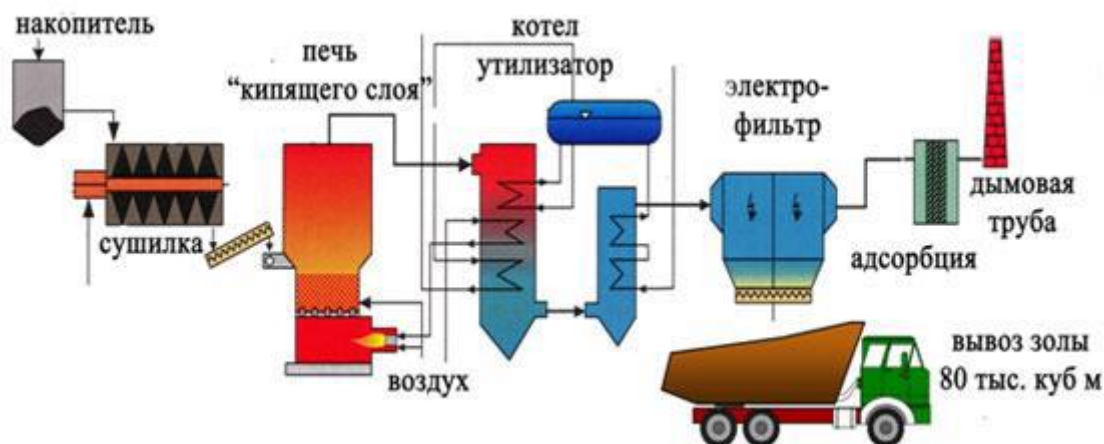 накопитель
печь
“кипящего слоя”
котел
утилизатор
электро-
фильтр
сушилка
воздух
адсорбция
дымовая
труба
вывоз золы
80 тыс. куб м